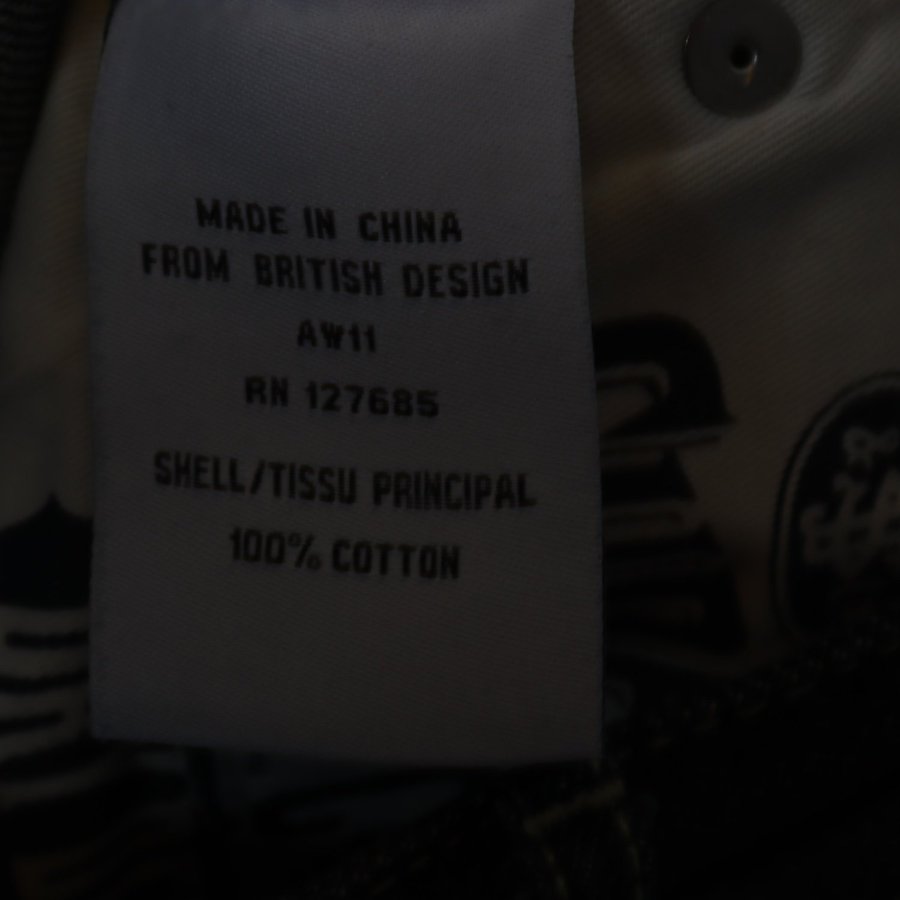 MADE IN CHINA
FROM BRITISH DESIGN
AW11
RN 127685
SHELL/TISSU PRINCIPAL
100% COTTON